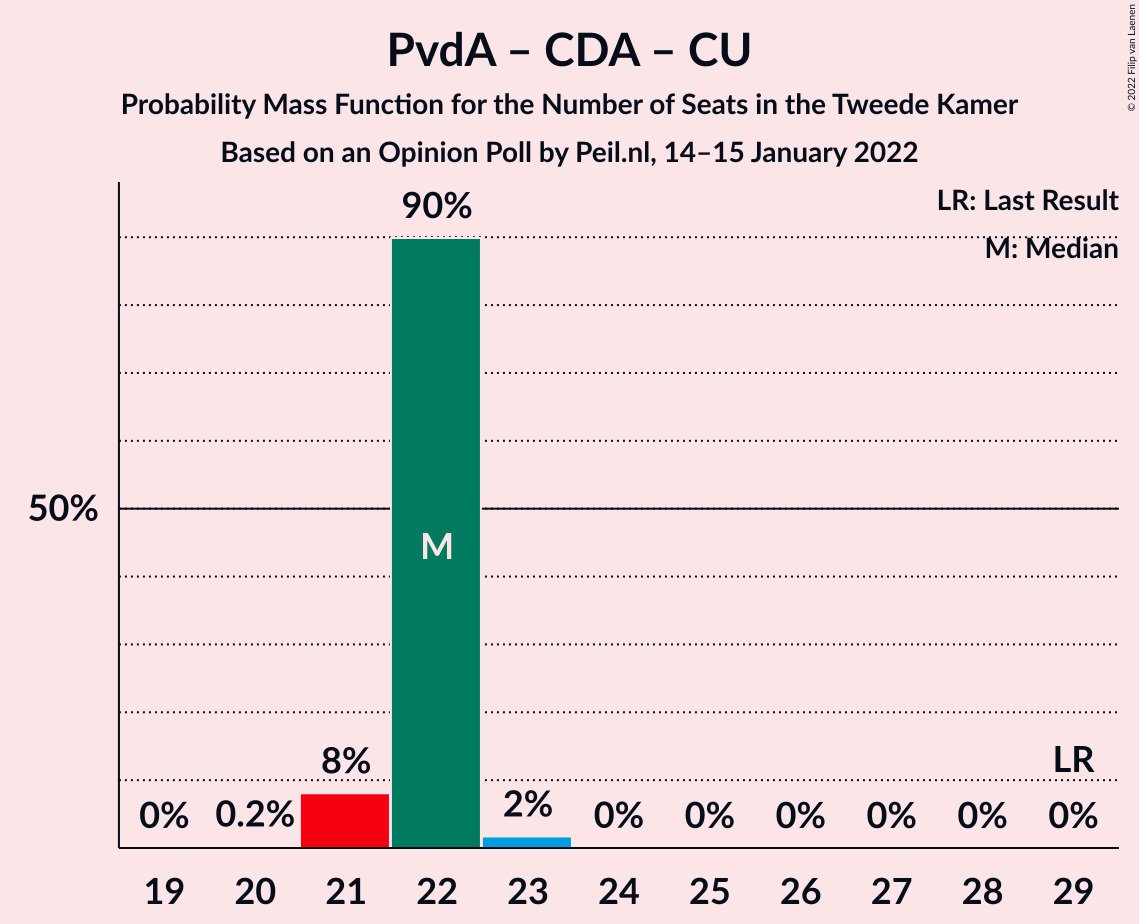 PvdA – CDA – CU
Probability Mass Function for the Number of Seats in the Tweede Kamer
Based on an Opinion Poll by Peil.nl, 14–15 January 2022
© 2022 Filip van Laenen
LR: Last Result
M: Median
90%
50%
M
8%
LR
0%
0.2%
2%
0%
0%
0%
0%
0%
0%
19
20
21
22
23
24
25
26
27
28
29